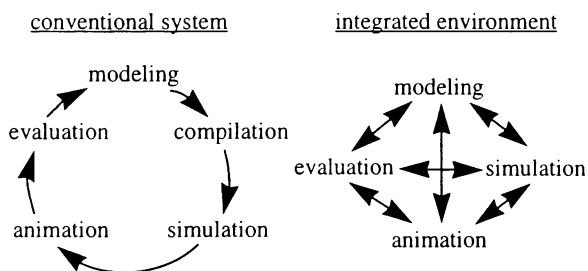 conventional system
modeling
evaluation
compilation
animation
simulation
integrated environment
modeling
evaluation
simulation
animation